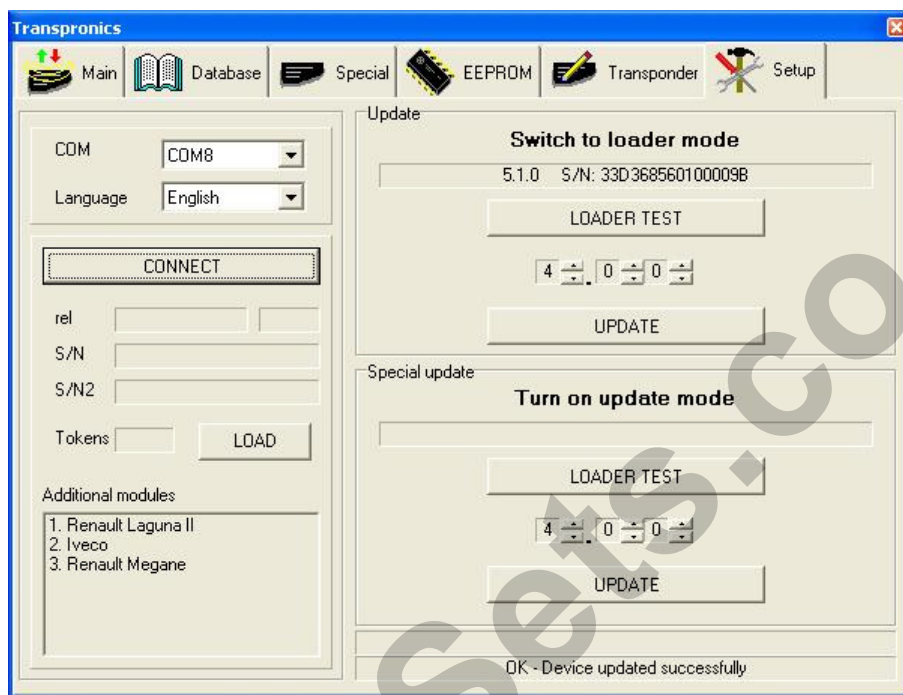 Transpronics
Main
Database
Special
EEPROM
Transponder
Setup
COM
COM8
Language
English
CONNECT
rel
S/N
S/N2
Tokens
LOAD
Additional modules
1. Renault Laguna II
2. Iveco
3. Renault Megane
Update
Switch to loader mode
5.1.0 S/N: 33D368560100009B
LOADER TEST
4 . 0 0
UPDATE
Special update
Turn on update mode
LOADER TEST
4 . 0 0
UPDATE
OK - Device updated successfully
Sets.co